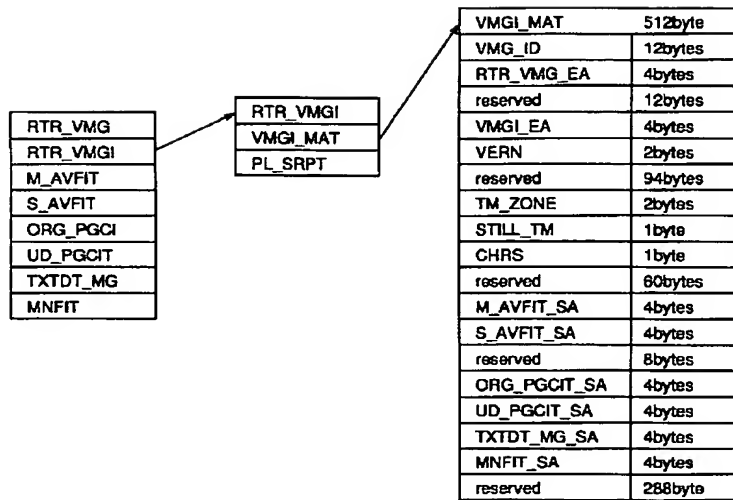 RTR_VMG
RTR_VMGI
M_AVFIT
S_AVFIT
ORG_PGCI
UD_PGCIT
TXTDT_MG
MNFIT
RTR_VMGI
VMGI_MAT
PL_SRPT
VMGI_MAT 512byte
VMG_ID 12bytes
RTR_VMG_EA 4bytes
reserved 12bytes
VMGI_EA 4bytes
VERN 2bytes
reserved 94bytes
TM_ZONE 2bytes
STILL_TM 1byte
CHRS 1byte
reserved 60bytes
M_AVFIT_SA 4bytes
S_AVFIT_SA 4bytes
reserved 8bytes
ORG_PGCIT_SA 4bytes
UD_PGCIT_SA 4bytes
TXTDT_MG_SA 4bytes
MNFIT_SA 4bytes
reserved 288byte